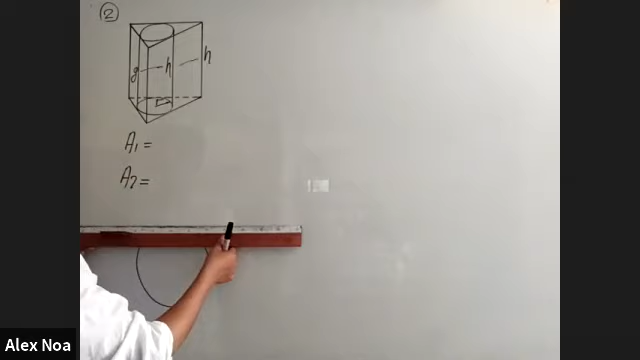 ②
g h h
r
A1 =
A2 =
Alex Noa